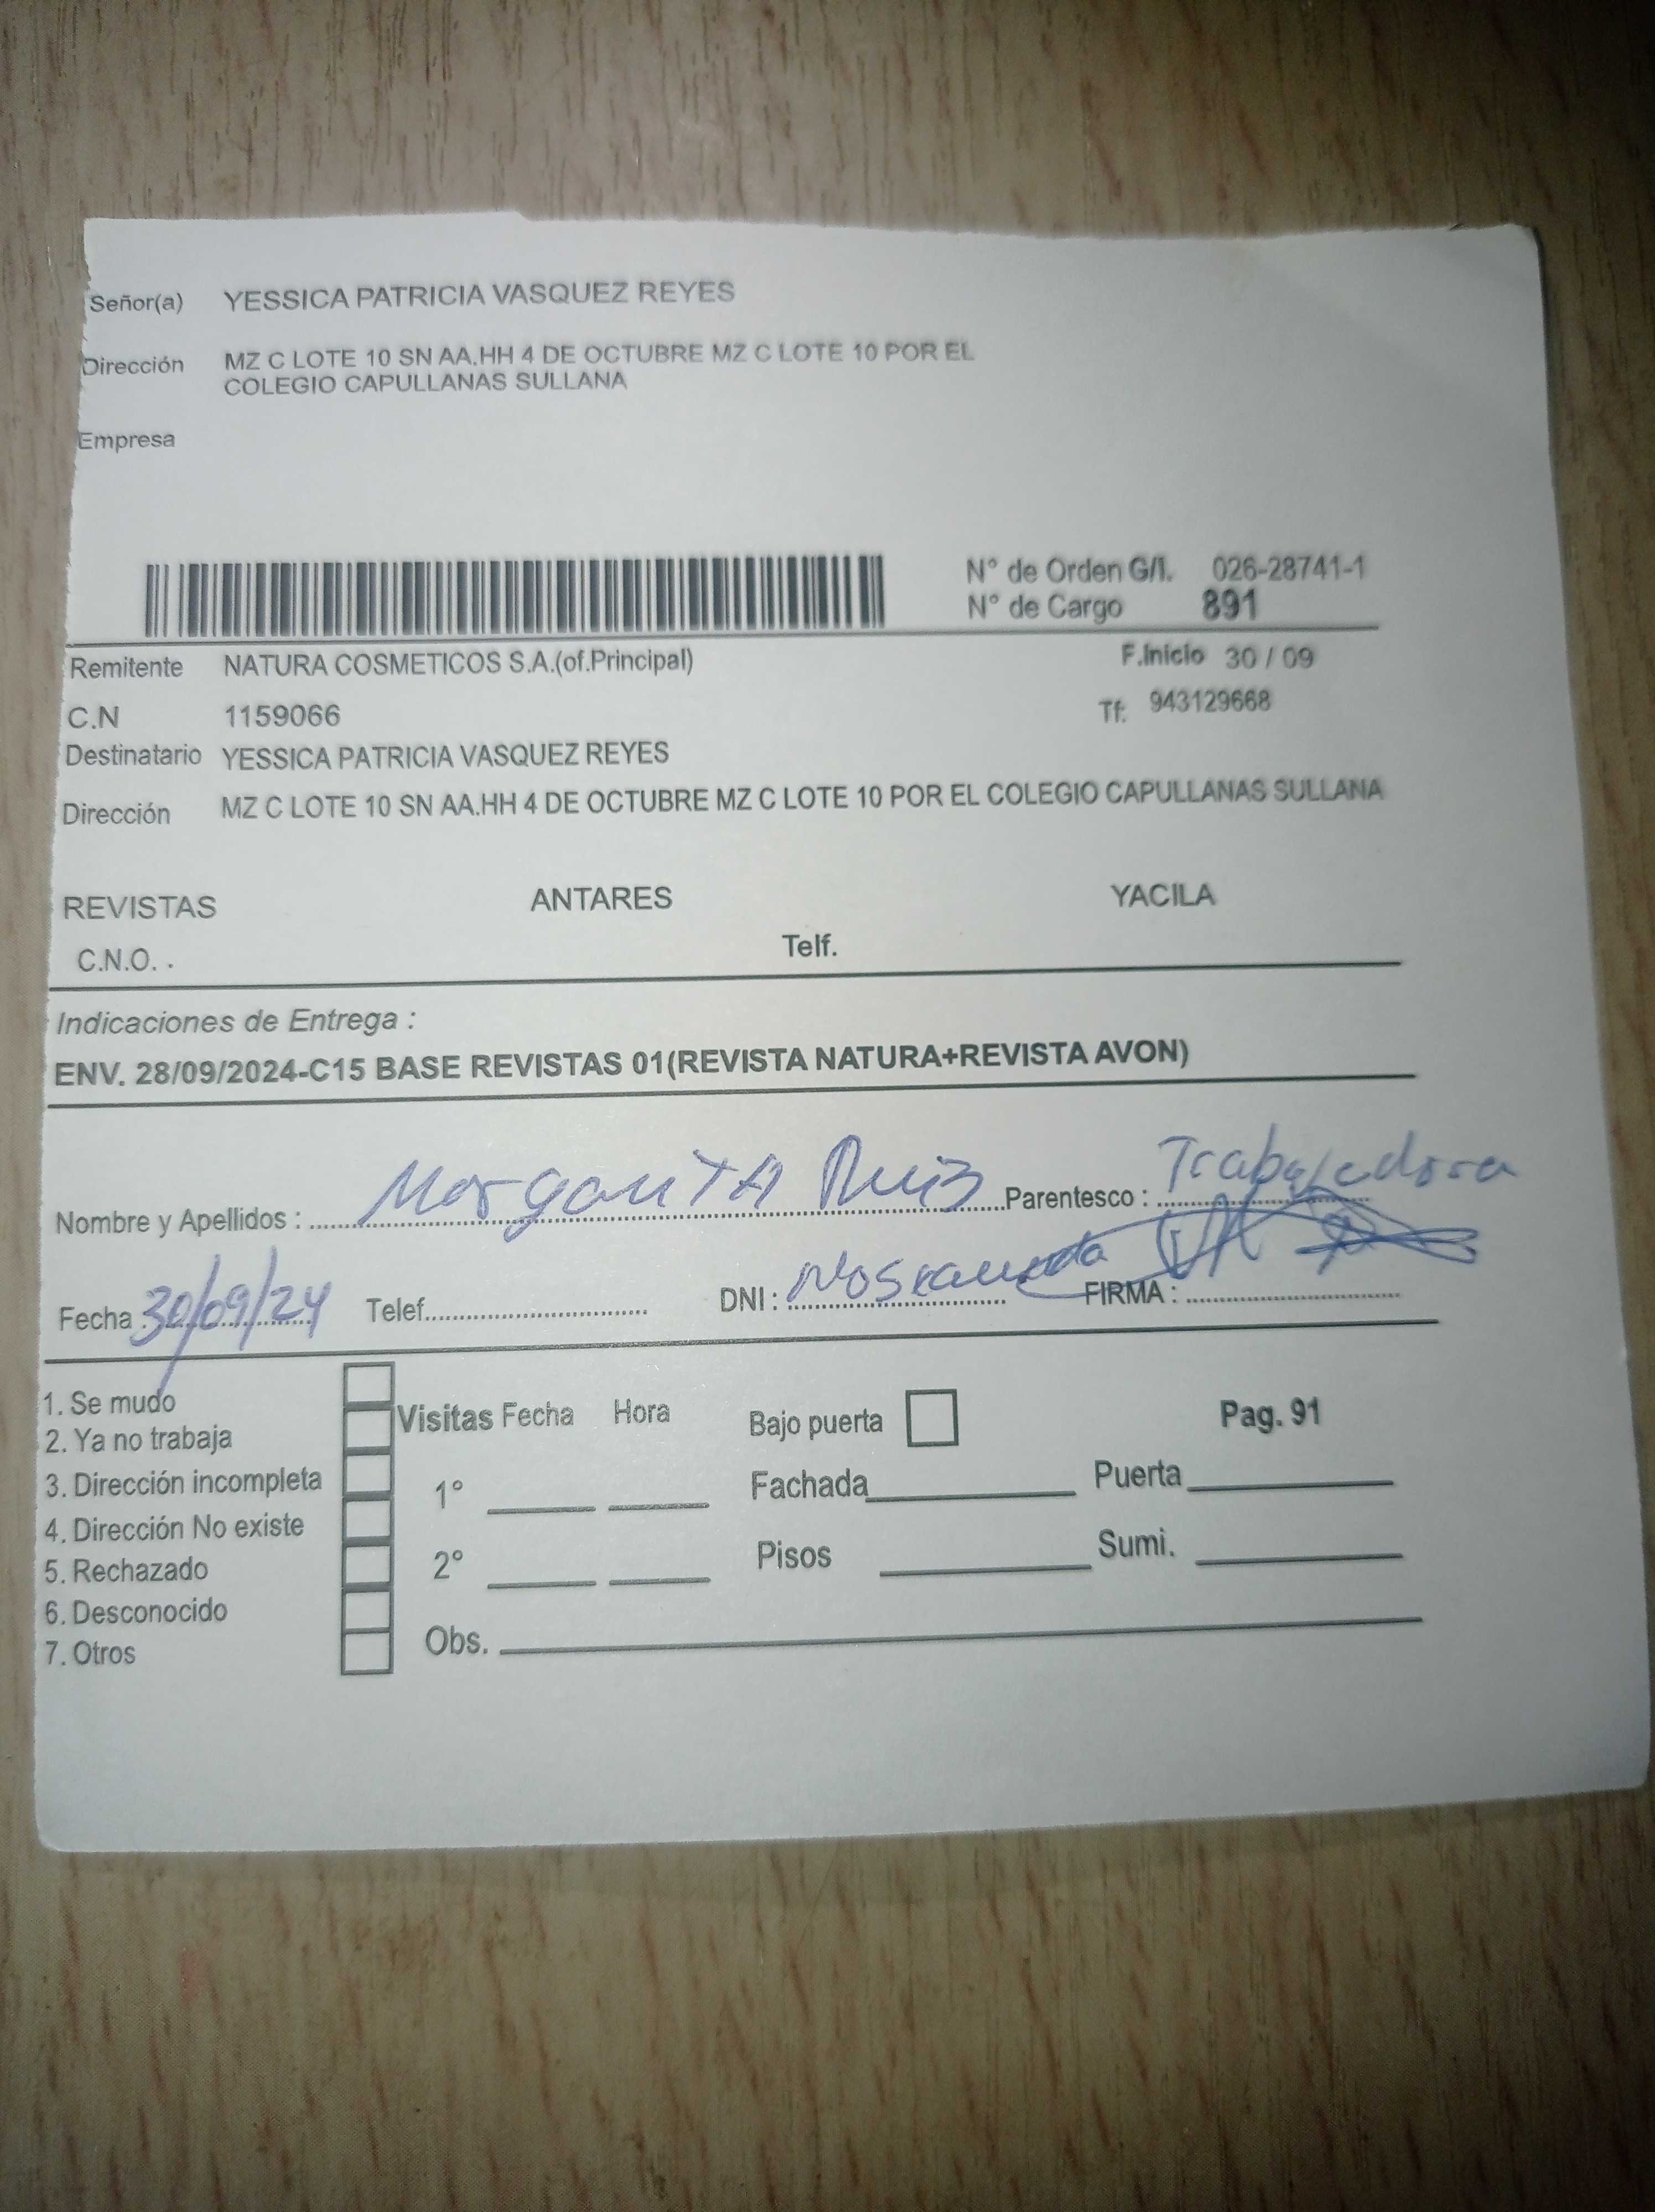 Señor(a) YESSICA PATRICIA VASQUEZ REYES
Dirección MZ C LOTE 10 SN AA.HH 4 DE OCTUBRE MZ C LOTE 10 POR EL
COLEGIO CAPULLANAS SULLANA
Empresa
N° de Orden G/I. 026-28741-1
N° de Cargo 891
Remitente NATURA COSMETICOS S.A.(of.Principal) F.Inicio 30 / 09
C.N 1159066 Tf: 943129668
Destinatario YESSICA PATRICIA VASQUEZ REYES
Dirección MZ C LOTE 10 SN AA.HH 4 DE OCTUBRE MZ C LOTE 10 POR EL COLEGIO CAPULLANAS SULLANA
REVISTAS ANTARES YACILA
C.N.O. . Telf.
Indicaciones de Entrega :
ENV. 28/09/2024-C15 BASE REVISTAS 01(REVISTA NATURA+REVISTA AVON)
Nombre y Apellidos : MargariTA Ruiz Parentesco : Trabajadora
Fecha : 30/09/24 Telef. DNI : FIRMA :
1. Se mudo
2. Ya no trabaja
3. Dirección incompleta
4. Dirección No existe
5. Rechazado
6. Desconocido
7. Otros
Visitas Fecha Hora Bajo puerta Pag. 91
1° Fachada Puerta
2° Pisos Sumi.
Obs.